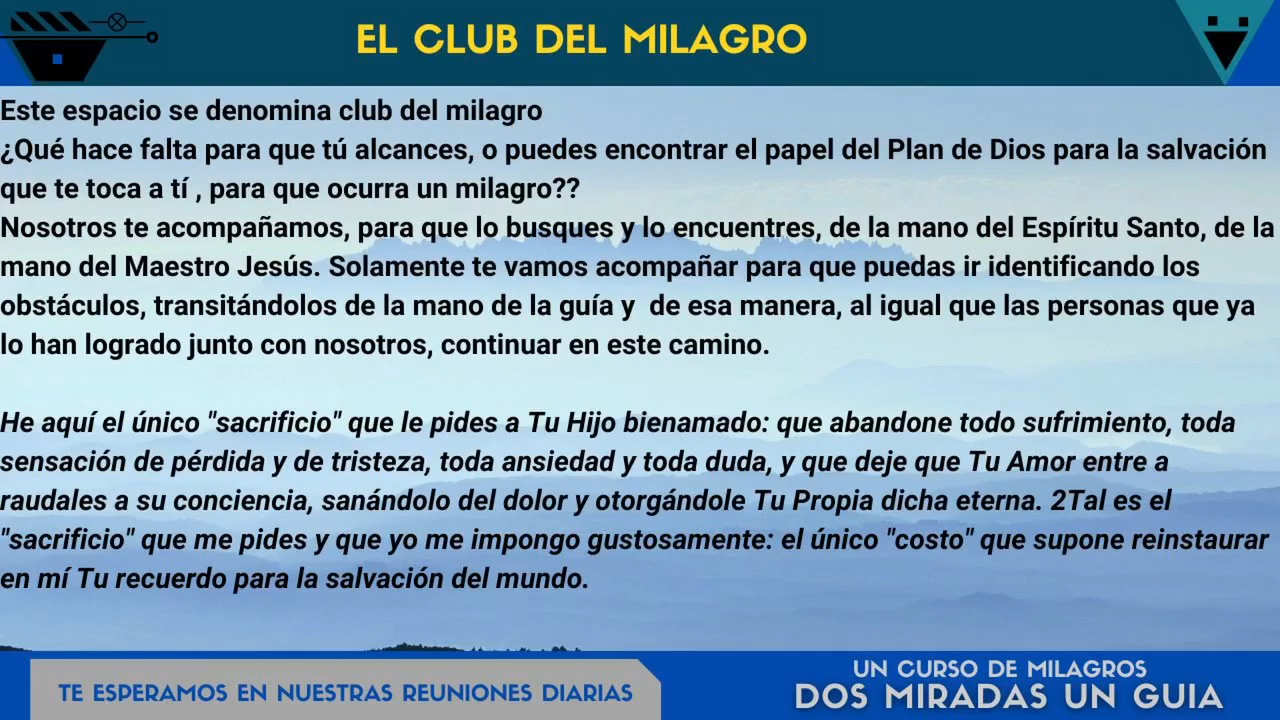 EL CLUB DEL MILAGRO
Este espacio se denomina club del milagro
¿Qué hace falta para que tú alcances, o puedes encontrar el papel del Plan de Dios para la salvación
que te toca a tí , para que ocurra un milagro??
Nosotros te acompañamos, para que lo busques y lo encuentres, de la mano del Espíritu Santo, de la
mano del Maestro Jesús. Solamente te vamos acompañar para que puedas ir identificando los
obstáculos, transitándolos de la mano de la guía y  de esa manera, al igual que las personas que ya
lo han logrado junto con nosotros, continuar en este camino.
He aquí el único "sacrificio" que le pides a Tu Hijo bienamado: que abandone todo sufrimiento, toda
sensación de pérdida y de tristeza, toda ansiedad y toda duda, y que deje que Tu Amor entre a
raudales a su conciencia, sanándolo del dolor y otorgándole Tu Propia dicha eterna. 2Tal es el
"sacrificio" que me pides y que yo me impongo gustosamente: el único "costo" que supone reinstaurar
en mí Tu recuerdo para la salvación del mundo.
TE ESPERAMOS EN NUESTRAS REUNIONES DIARIAS
UN CURSO DE MILAGROS
DOS MIRADAS UN GUIA